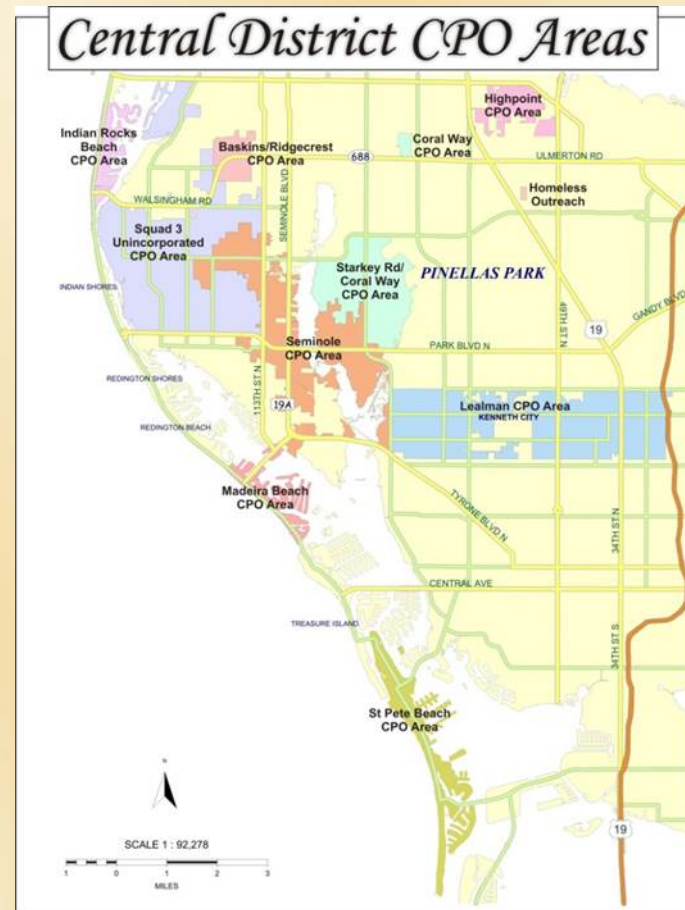 Central District CPO Areas
Highpoint
CPO Area
Indian Rocks
Beach
CPO Area
Baskins/Ridgecrest
CPO Area
688
Coral Way
CPO Area
ULMERTON RD
SEMINOLE BLVD
Homeless
Outreach
WALSINGHAM RD
Squad 3
Unincorporated
CPO Area
Starkey Rd/
Coral Way
CPO Area
PINELLAS PARK
INDIAN SHORES
49TH ST N
GANDY BLVD
19
Seminole
CPO Area
PARK BLVD N
REDINGTON SHORES
113TH ST N
19A
Lealman CPO Area
KENNETH CITY
REDINGTON BEACH
Madeira Beach
CPO Area
TYRONE BLVD N
34TH ST N
CENTRAL AVE
TREASURE ISLAND
34TH ST S
St Pete Beach
CPO Area
N
SCALE 1 : 92,278
19
1 0 1 2 3
MILES